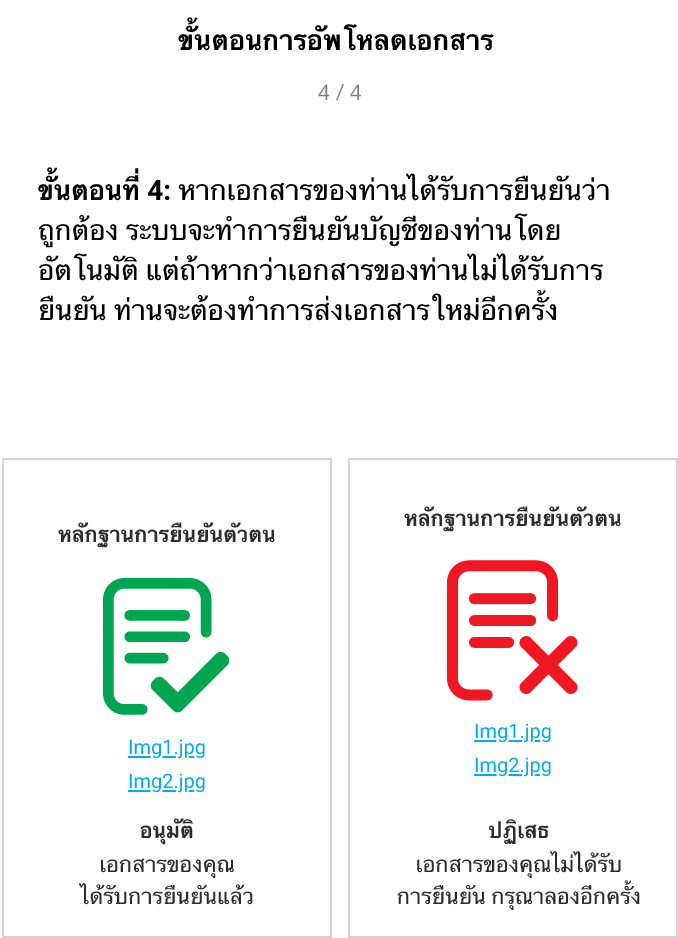 ขั้นตอนการอัพโหลดเอกสาร
4 / 4
ขั้นตอนที่ 4: หากเอกสารของท่านได้รับการยืนยันว่า
ถูกต้อง ระบบจะทำการยืนยันบัญชีของท่านโดย
อัตโนมัติ แต่ถ้าหากว่าเอกสารของท่านไม่ได้รับการ
ยืนยัน ท่านจะต้องทำการส่งเอกสารใหม่อีกครั้ง
หลักฐานการยืนยันตัวตน
Img1.jpg
Img2.jpg
อนุมัติ
เอกสารของคุณ
ได้รับการยืนยันแล้ว
หลักฐานการยืนยันตัวตน
Img1.jpg
Img2.jpg
ปฏิเสธ
เอกสารของคุณไม่ได้รับ
การยืนยัน กรุณาลองอีกครั้ง